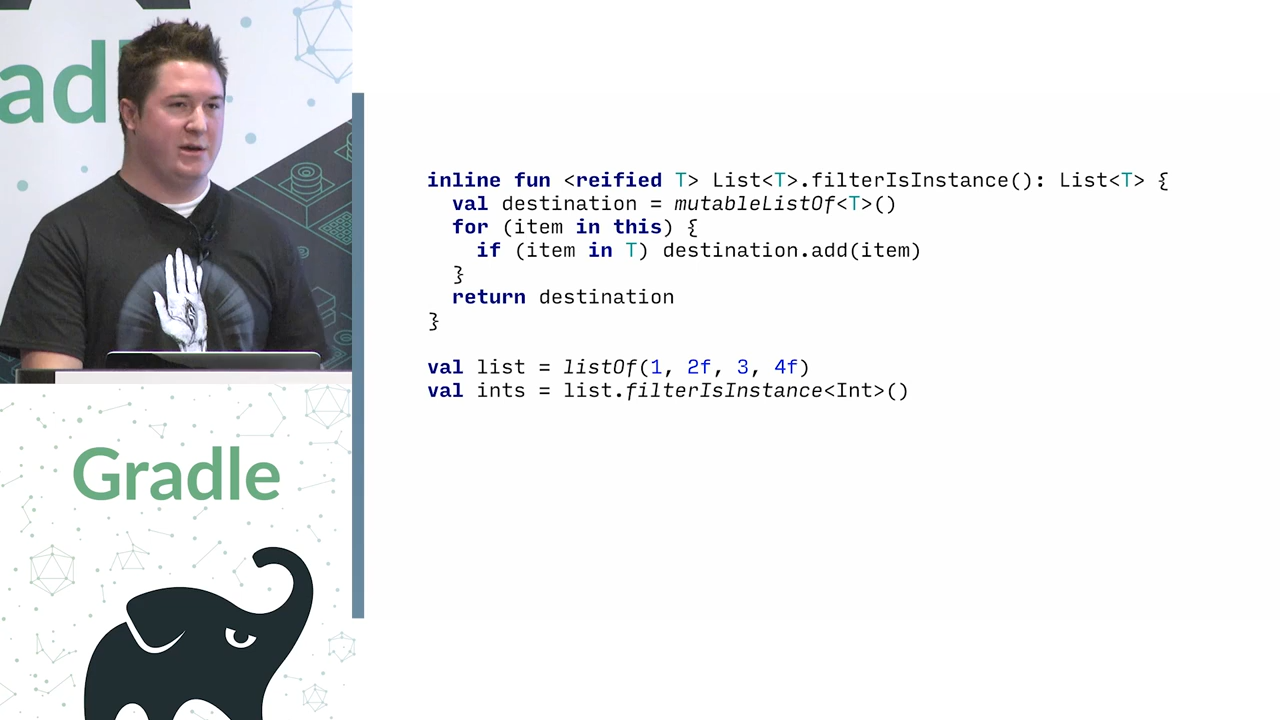 adl
inline fun <reified T> List<T>.filterIsInstance(): List<T> {
  val destination = mutableListOf<T>()
  for (item in this) {
    if (item in T) destination.add(item)
  }
  return destination
}
val list = listOf(1, 2f, 3, 4f)
val ints = list.filterIsInstance<Int>()
Gradle